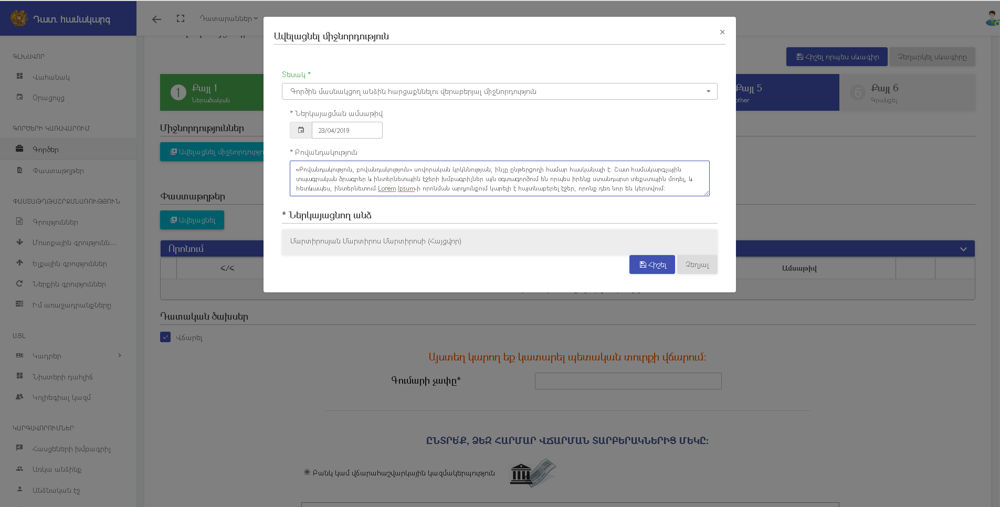 Դատ. համակարգ
Դատարաններ
ԳԼԽԱՎՈՐ
Վահանակ
Օրացույց
ԳՈՐԾԵՐԻ ԿԱՌԱՎԱՐՈՒՄ
Գործեր
Փաստաթղթեր
ՓԱՍՏԱԹՂԹԱՇՐՋԱՆԱՌՈՒԹՅՈՒՆ
Գրություններ
Մուտքային գրությունն...
Ելքային գրություններ
Ներքին գրություններ
Իմ առաջադրանքները
ԱՅԼ
Կադրեր
Նիստերի դահլիճ
Կոլիեգիալ կազմ
ԿԱՐԳԱՎՈՐՈՒՄՆԵՐ
Հասցեների խմբագրիչ
Առկա անձինք
Անձնական էջ
Հիշել որպես սևագիր
Չեղարկել սևագիրը
1
Քայլ 1
Ներածական
Քայլ 5
other
6
Քայլ 6
Գրանցել
Միջնորդություններ
Ավելացնել միջնորդությո
Փաստաթղթեր
Ավելացնել
Որոնում
Հ/Հ
Ամսաթիվ
Ավելացնել միջնորդություն
×
Տեսակ *
Գործին մասնակցող անձին հարցաքննելու վերաբերյալ միջնորդություն
* Ներկայացման ամսաթիվ
23/04/2019
* Բովանդակություն
«Բովանդակություն, բովանդակություն» սովորական կրկննության, ինչը ընթերցողի համար հասկանալի է: Շատ համակարգչային
տպագրական ծրագրեր և ինտերնետային էջերի խմբագրիչներ այն օգտագործում են որպես իրենց ստանդարտ տեքստային մոդել, և
հետևապես, ինտերնետում Lorem Ipsum-ի որոնման արդյունքում կարելի է հայտնաբերել էջեր, որոնք դեռ նոր են կերտվում:
* Ներկայացնող անձ
Մարտիրոսյան Մարտիրոս Մարտիրոսի (Հայցվոր)
Հիշել
Չեղյալ
Դատական ծախսեր
Վճարել
Այստեղ կարող եք կատարել պետական տուրքի վճարում:
Գումարի չափը*
ԸՆՏՐԵ՛Ք, ՁԵԶ ՀԱՐՄԱՐ ՎՃԱՐՄԱՆ ՏԱՐԲԵՐԱԿՆԵՐԻՑ ՄԵԿԸ:
Բանկ կամ վճարահաշվարկային կազմակերպություն